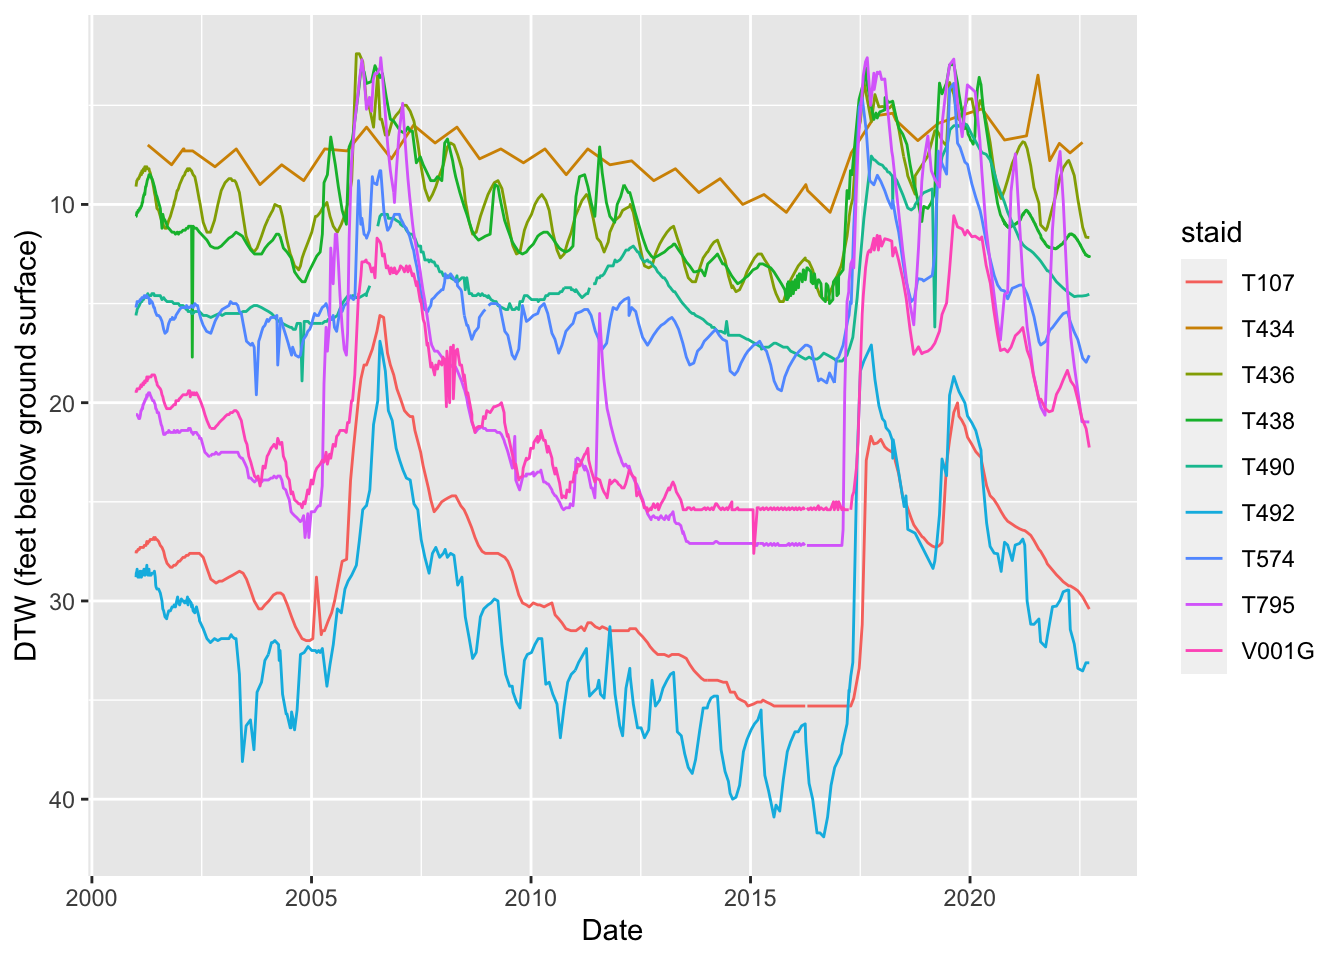 DTW (feet below ground surface)
10
20
30
40
2000
2005
2010
2015
2020
Date
staid
T107
T434
T436
T438
T490
T492
T574
T795
V001G